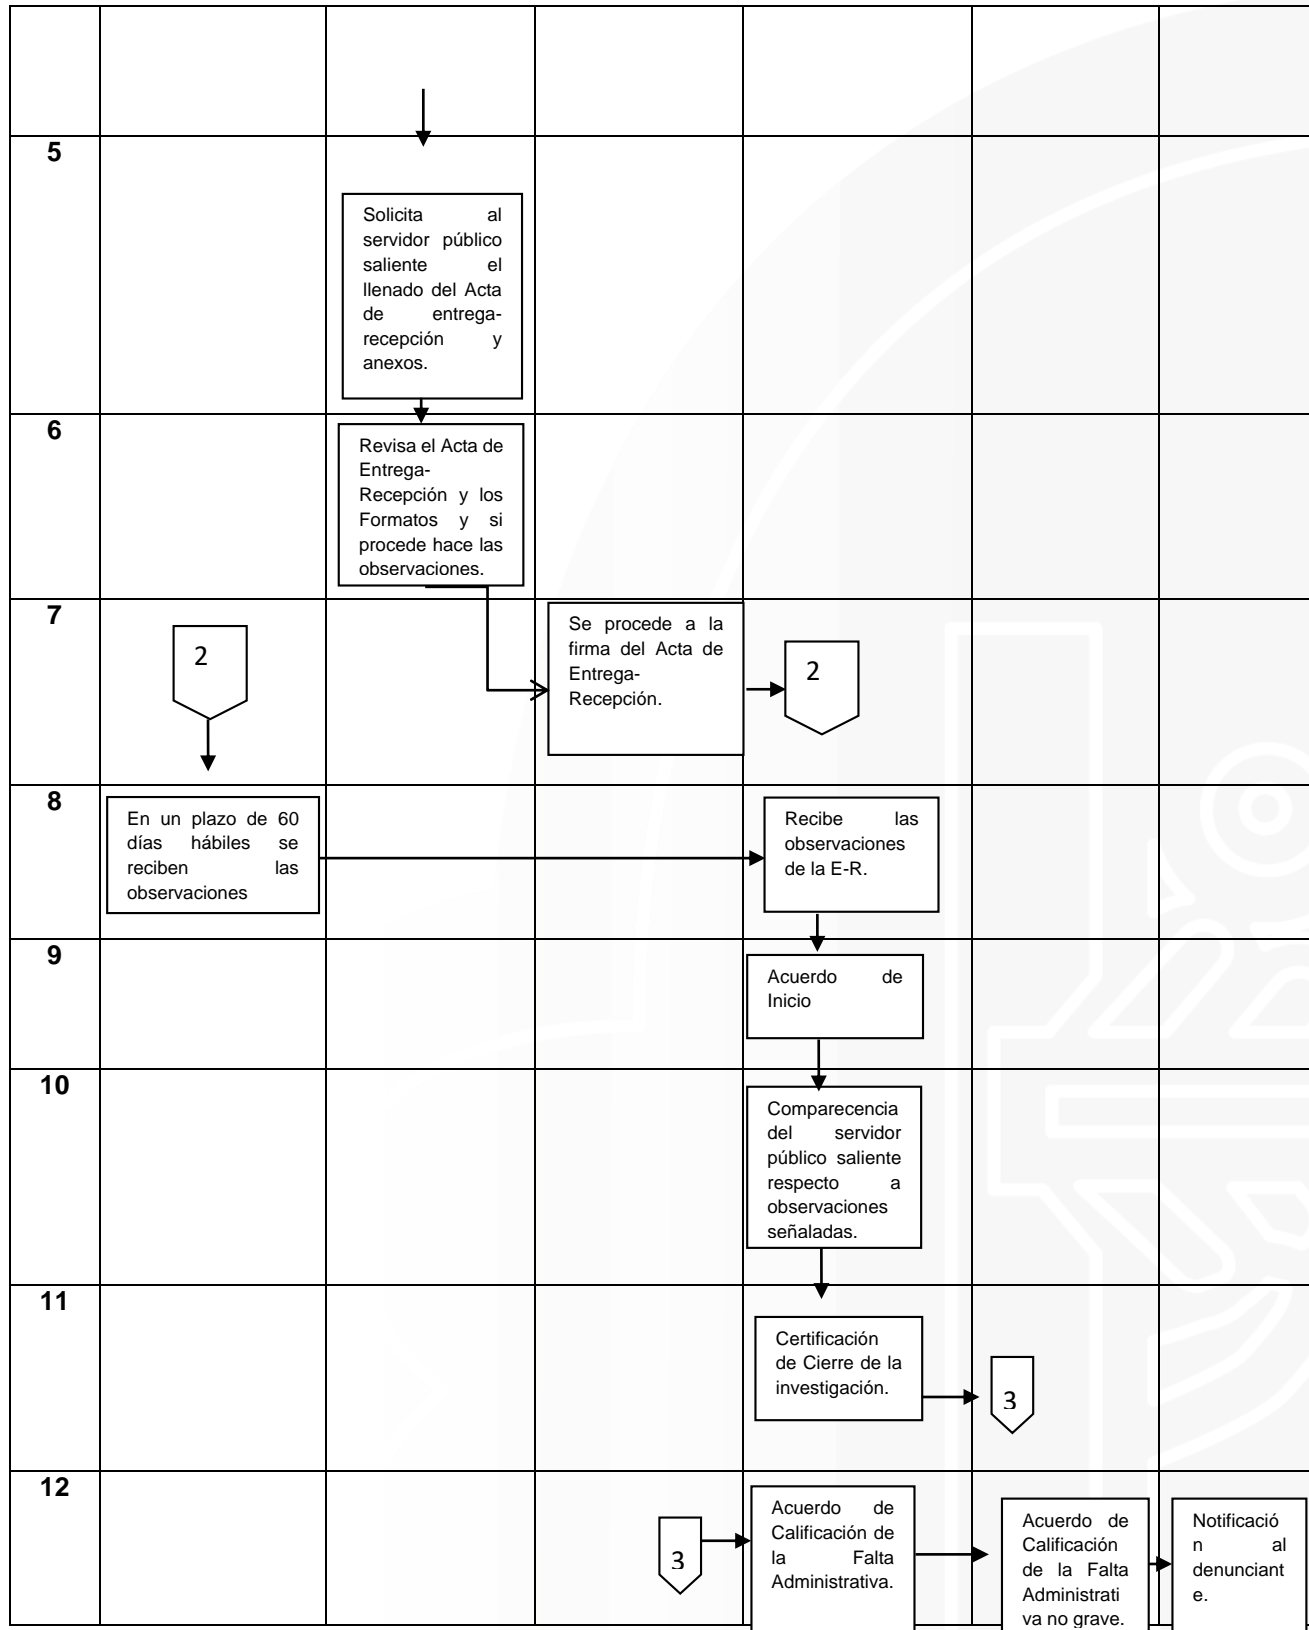 5
Solicita al
servidor público
saliente el
llenado del Acta
de entrega-
recepción y
anexos.
6
Revisa el Acta de
Entrega-
Recepción y los
Formatos y si
procede hace las
observaciones.
7
2
Se procede a la
firma del Acta de
Entrega-
Recepción.
2
8
En un plazo de 60
días hábiles se
reciben las
observaciones
Recibe las
observaciones
de la E-R.
9
Acuerdo de
Inicio
10
Comparecencia
del servidor
público saliente
respecto a
observaciones
señaladas.
11
Certificación
de Cierre de la
investigación.
3
12
3
Acuerdo de
Calificación de
la Falta
Administrativa.
Acuerdo de
Calificación
de la Falta
Administrati
va no grave.
Notificació
n al
denunciant
e.